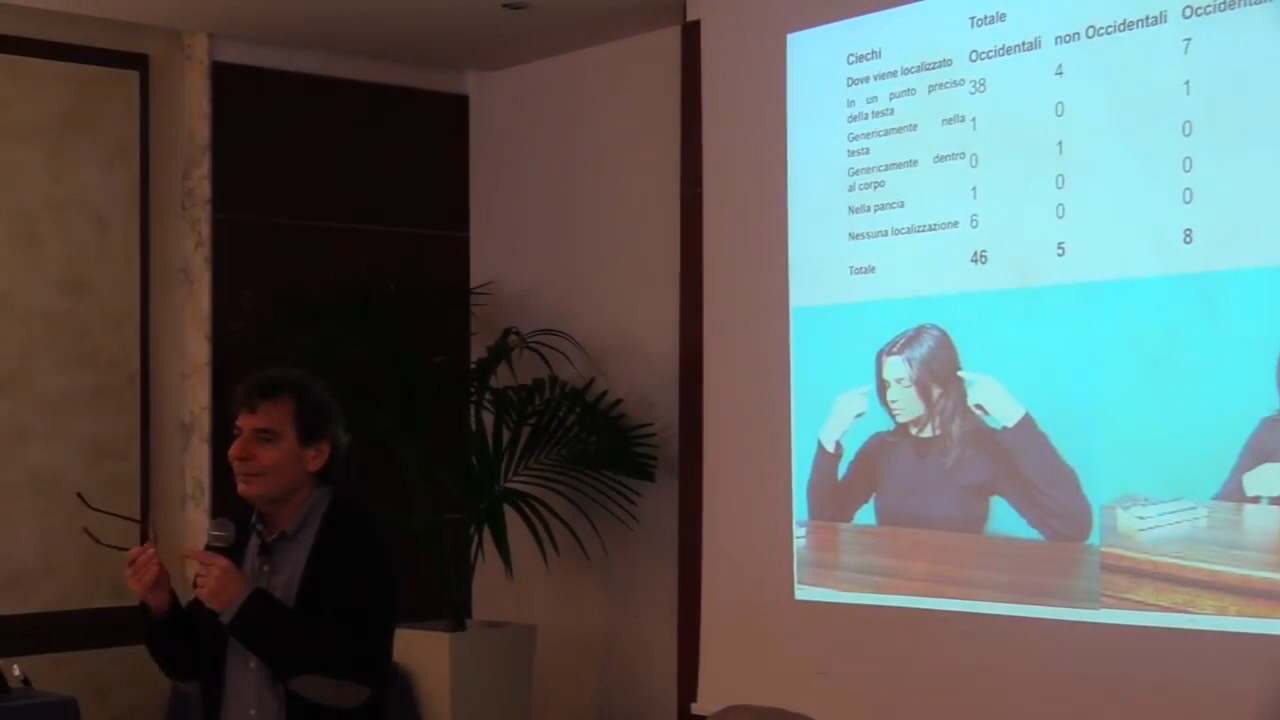 Totale
Ciechi Occidentali non Occidentali Occidentali
Dove viene localizzato
In un punto preciso della testa 38 4 7
Genericamente nella testa 1 0 1
Genericamente dentro al corpo 0 1 0
Nella pancia 1 0 0
Nessuna localizzazione 6 0 0
Totale 46 5 8